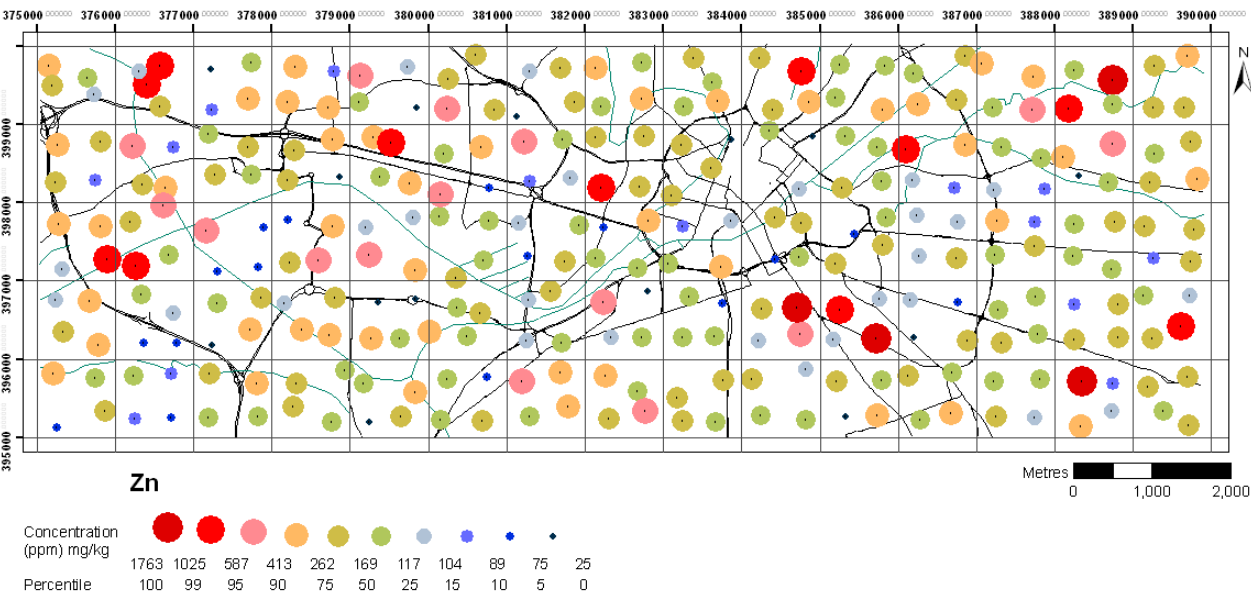 375000 376000 377000 378000 379000 380000 381000 382000 383000 384000 385000 386000 387000 388000 389000 390000
N
399000
398000
397000
396000
395000
Metres
0 1,000 2,000
Zn
Concentration
(ppm) mg/kg
1763 1025 587 413 262 169 117 104 89 75 25
Percentile 100 99 95 90 75 50 25 15 10 5 0